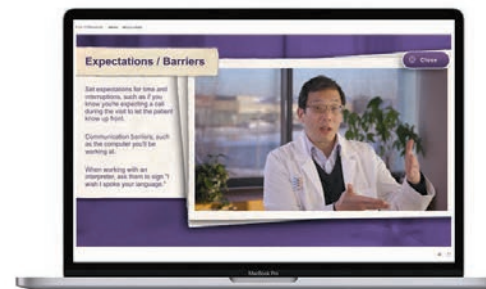 Expectations / Barriers
Close
Set expectations for time and
interruptions, such as if you
know you're expecting a call
during the visit to let the patient
know up front.
Communication barriers, such
as the computer you'll be
working at.
When working with an
interpreter, ask them to sign "I
wish I spoke your language."
MacBook Pro